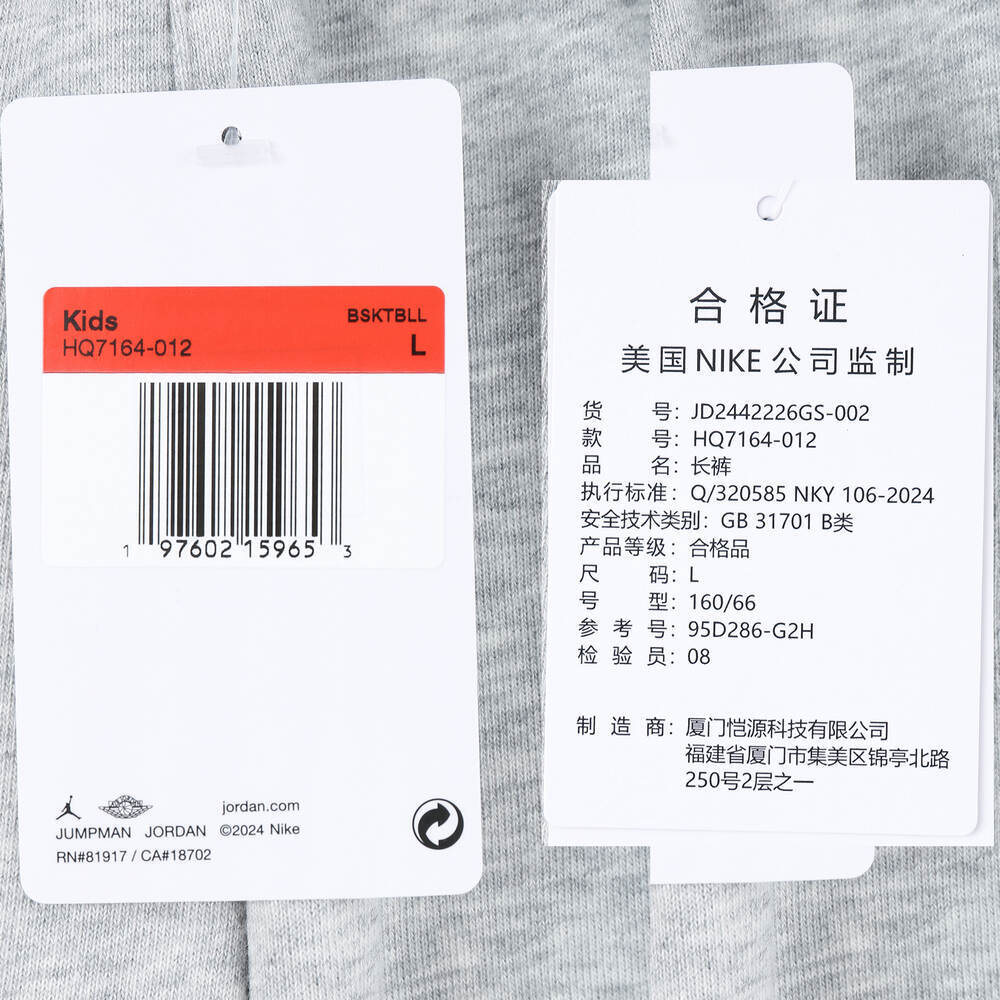 Kids
BSKTBLL
HQ7164-012
L
1 97602 15965 3
jordan.com
JUMPMAN JORDAN ©2024 Nike
RN#81917 / CA#18702
合格证
美国NIKE公司监制
货号：JD2442226GS-002
款号：HQ7164-012
品名：长裤
执行标准：Q/320585 NKY 106-2024
安全技术类别：GB 31701 B类
产品等级：合格品
尺码：L
号型：160/66
参考号：95D286-G2H
检验员：08
制造商：厦门恺源科技有限公司
福建省厦门市集美区锦亭北路
250号2层之一